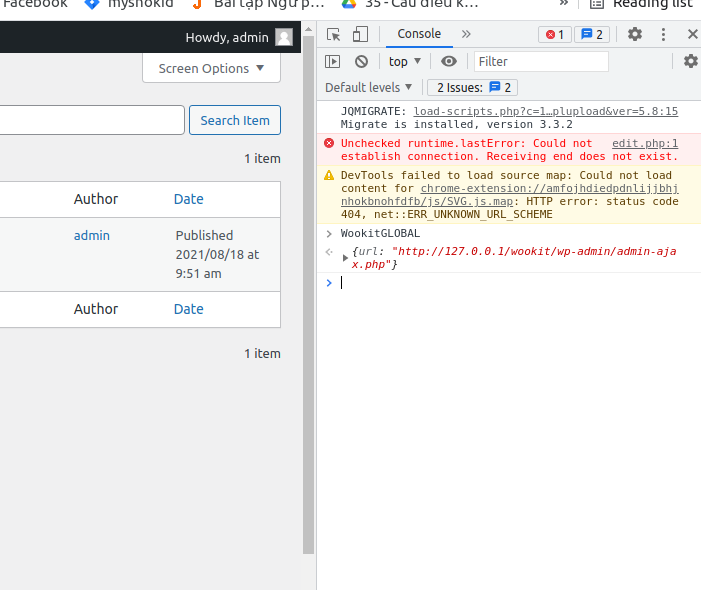 Facebook myshokid Bài tập Ngữ p… 35 - Câu điều k… » Reading list
Howdy, admin
Screen Options ▼
Search Item
1 item
Author Date
admin Published
2021/08/18 at
9:51 am
Author Date
1 item
Console » 1 2
top ▼ Filter
Default levels ▼ 2 Issues: 2
JQMIGRATE: load-scripts.php?c=1…plupload&ver=5.8:15
Migrate is installed, version 3.3.2
Unchecked runtime.lastError: Could not edit.php:1
establish connection. Receiving end does not exist.
DevTools failed to load source map: Could not load
content for chrome-extension://amfojhdiedpdnlijjbhj
nhokbnohfdfb/js/SVG.js.map: HTTP error: status code
404, net::ERR_UNKNOWN_URL_SCHEME
> WookitGLOBAL
{url: "http://127.0.0.1/wookit/wp-admin/admin-aja
x.php"}
>